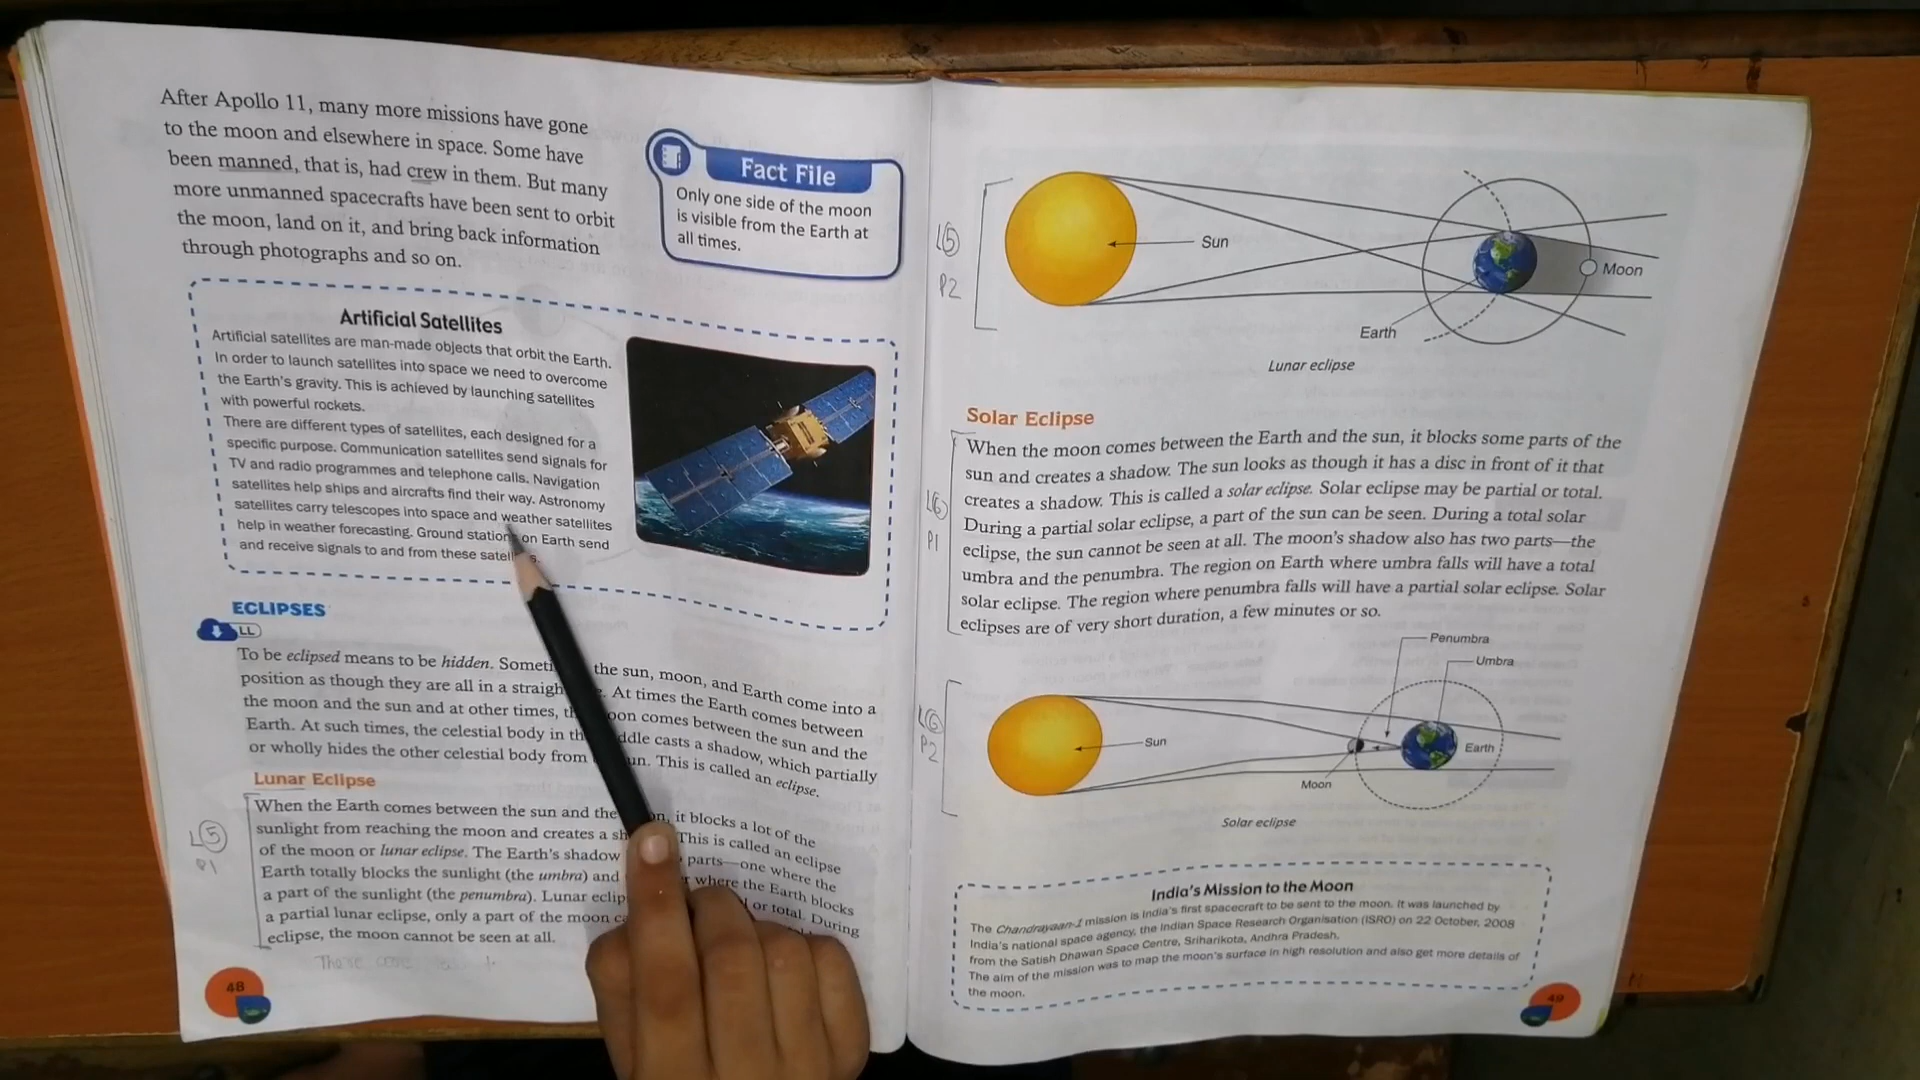 After Apollo 11, many more missions have gone
to the moon and elsewhere in space. Some have
been manned, that is, had crew in them. But many
more unmanned spacecrafts have been sent to orbit
the moon, land on it, and bring back information
through photographs and so on.
Fact File
Only one side of the moon
is visible from the Earth at
all times.
Artificial Satellites
Artificial satellites are man-made objects that orbit the Earth.
In order to launch satellites into space we need to overcome
the Earth's gravity. This is achieved by launching satellites
with powerful rockets.
There are different types of satellites, each designed for a
specific purpose. Communication satellites send signals for
TV and radio programmes and telephone calls. Navigation
satellites help ships and aircrafts find their way. Astronomy
satellites carry telescopes into space and weather satellites
help in weather forecasting. Ground station on Earth send
and receive signals to and from these
ECLIPSES
LL
To be eclipsed means to be hidden. the sun, moon, and Earth come into a
position as though they are all in a At times the Earth comes between
the moon and the sun and at other times, moon comes between the sun and the
Earth. At such times, the celestial body in casts a shadow, which partially
or wholly hides the other celestial body from This is called an eclipse.
Lunar Eclipse
When the Earth comes between the sun and the it blocks a lot of the
sunlight from reaching the moon and creates a This is called an eclipse
of the moon or lunar eclipse. The Earth's shadow parts—one where the
Earth totally blocks the sunlight (the umbra) and where the Earth blocks
a part of the sunlight (the penumbra). Lunar or total. During
a partial lunar eclipse, only a part of the moon
eclipse, the moon cannot be seen at all.
L5
P1
48
L5
P2
Sun
Moon
Earth
Lunar eclipse
Solar Eclipse
When the moon comes between the Earth and the sun, it blocks some parts of the
sun and creates a shadow. The sun looks as though it has a disc in front of it that
creates a shadow. This is called a solar eclipse. Solar eclipse may be partial or total.
During a partial solar eclipse, a part of the sun can be seen. During a total solar
eclipse, the sun cannot be seen at all. The moon's shadow also has two parts—the
umbra and the penumbra. The region on Earth where umbra falls will have a total
solar eclipse. The region where penumbra falls will have a partial solar eclipse. Solar
eclipses are of very short duration, a few minutes or so.
L6
P1
Penumbra
Umbra
L6
P2
Sun
Earth
Moon
Solar eclipse
India's Mission to the Moon
The Chandrayaan-1 mission is India's first spacecraft to be sent to the moon. It was launched by
India's national space agency, the Indian Space Research Organisation (ISRO) on 22 October, 2008
from the Satish Dhawan Space Centre, Sriharikota, Andhra Pradesh.
The aim of the mission was to map the moon's surface in high resolution and also get more details of
the moon.
49